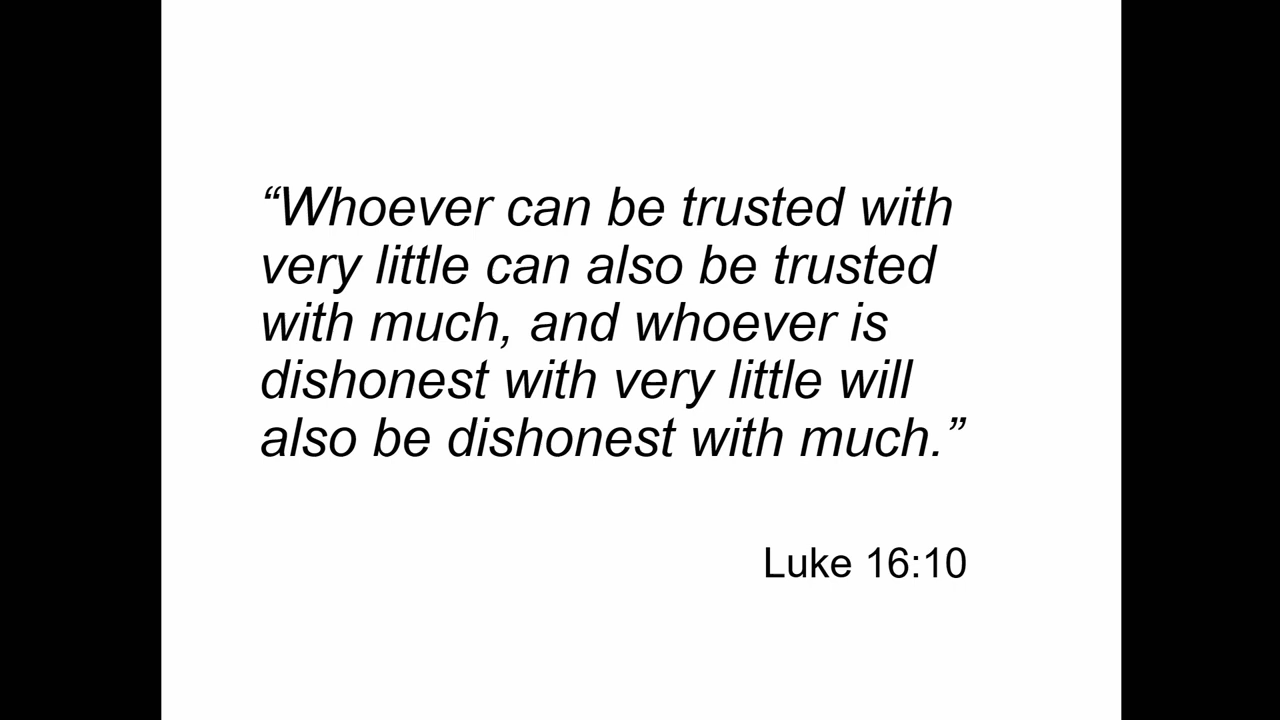 “Whoever can be trusted with
very little can also be trusted
with much, and whoever is
dishonest with very little will
also be dishonest with much.”
Luke 16:10